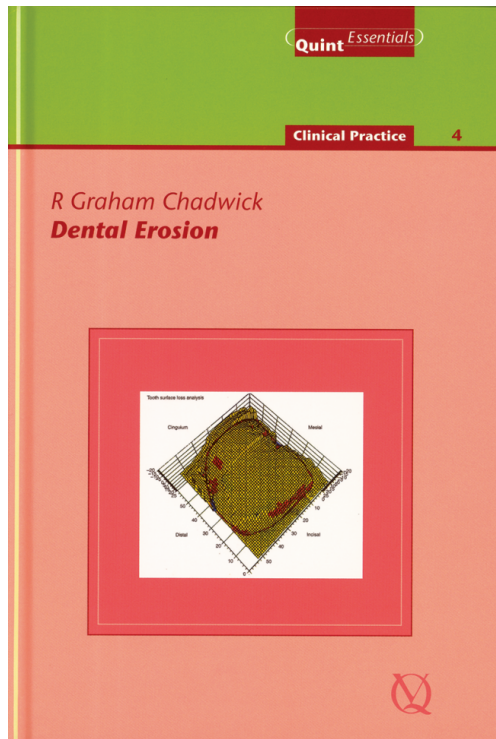 Quint Essentials
Clinical Practice 4
R Graham Chadwick
Dental Erosion
Tooth surface loss analysis
Cingulum Mesial
Distal Incisal